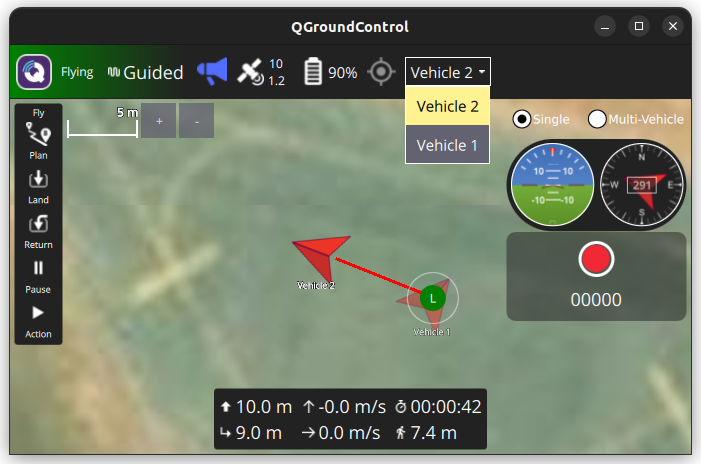 QGroundControl
Flying
Guided
10
1.2
90%
Vehicle 2
Vehicle 2
Vehicle 1
Fly
Plan
Land
Return
Pause
Action
5 m
+
-
Single
Multi-Vehicle
10 10
-10 -10
N
W 291 E
S
00000
Vehicle 2
L
Vehicle 1
10.0 m -0.0 m/s 00:00:42
9.0 m 0.0 m/s 7.4 m